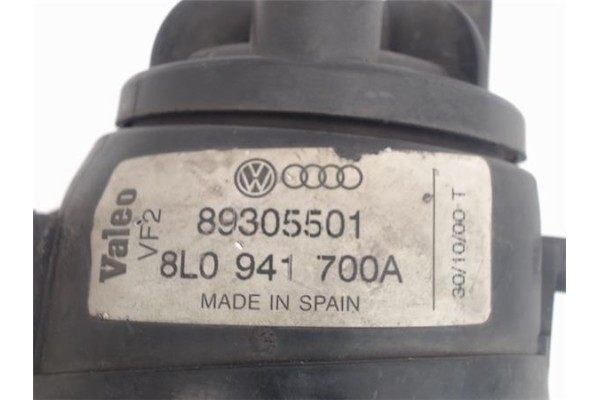 Valeo
VF2
89305501
8L0 941 700A
MADE IN SPAIN
30/10/00 T